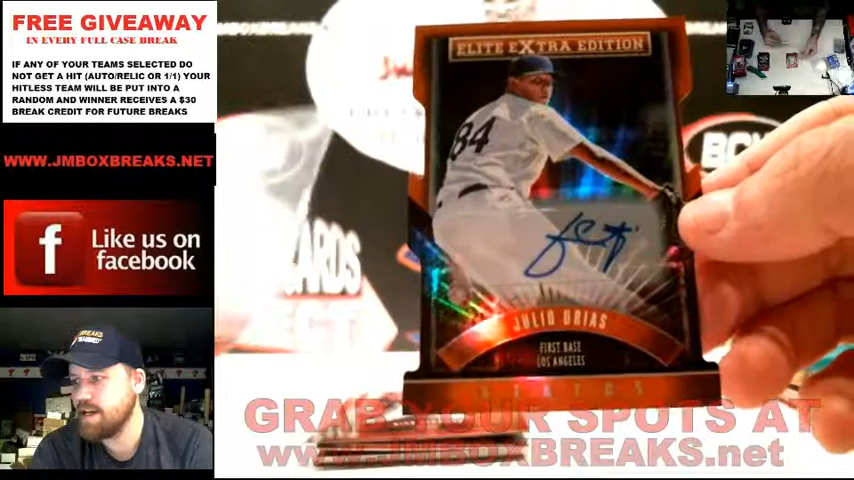 FREE GIVEAWAY
IN EVERY FULL CASE BREAK
IF ANY OF YOUR TEAMS SELECTED DO
NOT GET A HIT (AUTO/RELIC OR 1/1) YOUR
HITLESS TEAM WILL BE PUT INTO A
RANDOM AND WINNER RECEIVES A $30
BREAK CREDIT FOR FUTURE BREAKS
WWW.JMBOXBREAKS.NET
f Like us on
facebook
ELITE EXTRA EDITION
84
JULIO URIAS
FIRST BASE
LOS ANGELES
STATUS
CARDS
GRAB YOUR SPOTS AT
WWW.JMBOXBREAKS.net